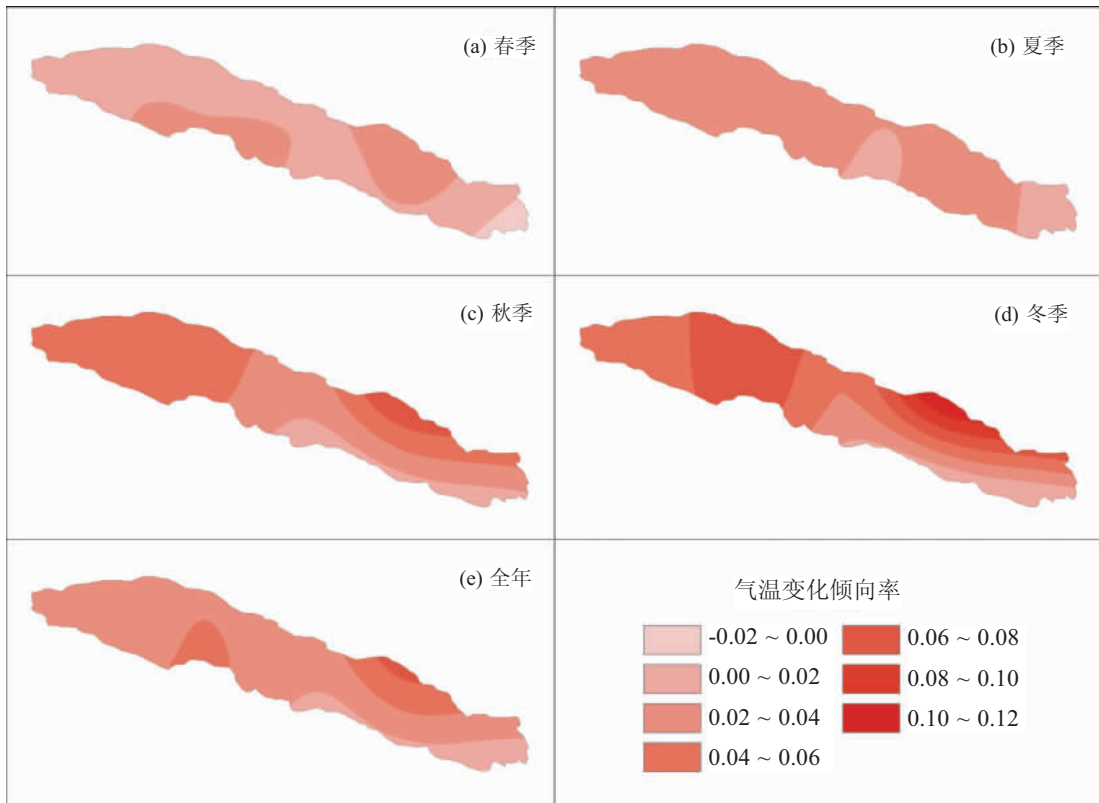 (a) 春季
(b) 夏季
(c) 秋季
(d) 冬季
(e) 全年
气温变化倾向率
-0.02 ~ 0.00
0.00 ~ 0.02
0.02 ~ 0.04
0.04 ~ 0.06
0.06 ~ 0.08
0.08 ~ 0.10
0.10 ~ 0.12